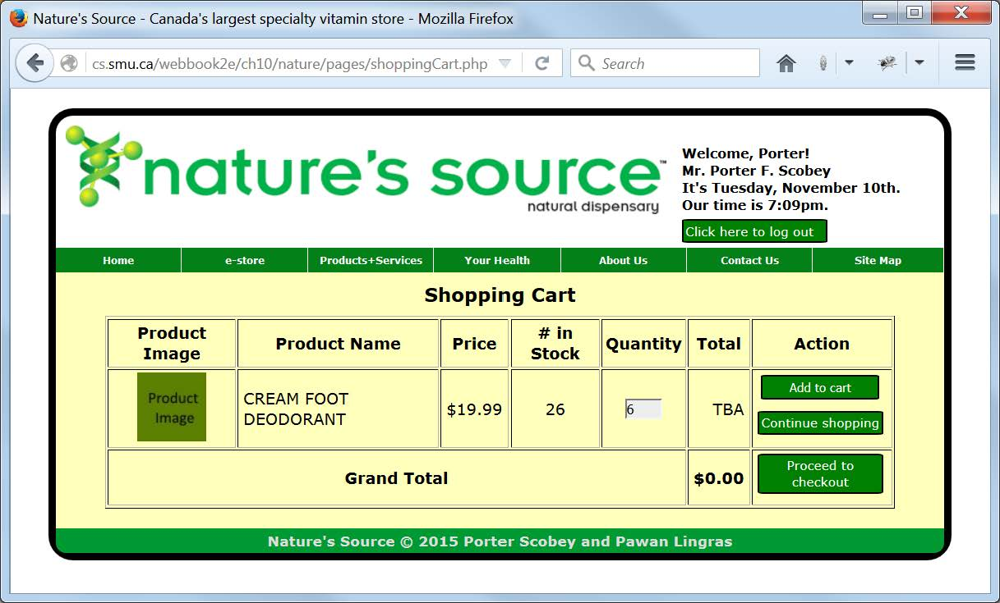 Nature's Source - Canada's largest specialty vitamin store - Mozilla Firefox
cs.smu.ca/webbook2e/ch10/nature/pages/shoppingCart.php
Search
nature's source™
natural dispensary
Welcome, Porter!
Mr. Porter F. Scobey
It's Tuesday, November 10th.
Our time is 7:09pm.
Click here to log out
Home e-store Products+Services Your Health About Us Contact Us Site Map
Shopping Cart
Product Image Product Name Price # in Stock Quantity Total Action
Product
Image
CREAM FOOT
DEODORANT
$19.99 26 6 TBA
Add to cart
Continue shopping
Grand Total $0.00
Proceed to
checkout
Nature's Source © 2015 Porter Scobey and Pawan Lingras